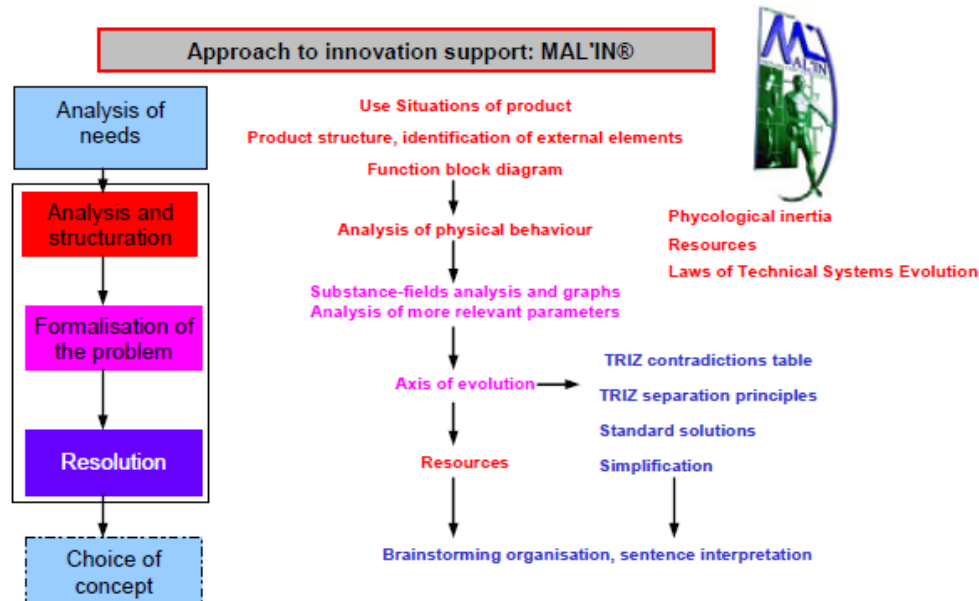 Approach to innovation support: MAL'IN®
AL'IN
Analysis of
needs
Use Situations of product
Product structure, identification of external elements
Function block diagram
Analysis and
structuration
Analysis of physical behaviour
Phycological inertia
Resources
Laws of Technical Systems Evolution
Substance-fields analysis and graphs
Analysis of more relevant parameters
Formalisation of
the problem
Axis of evolution
TRIZ contradictions table
TRIZ separation principles
Standard solutions
Simplification
Resolution
Resources
Brainstorming organisation, sentence interpretation
Choice of
concept